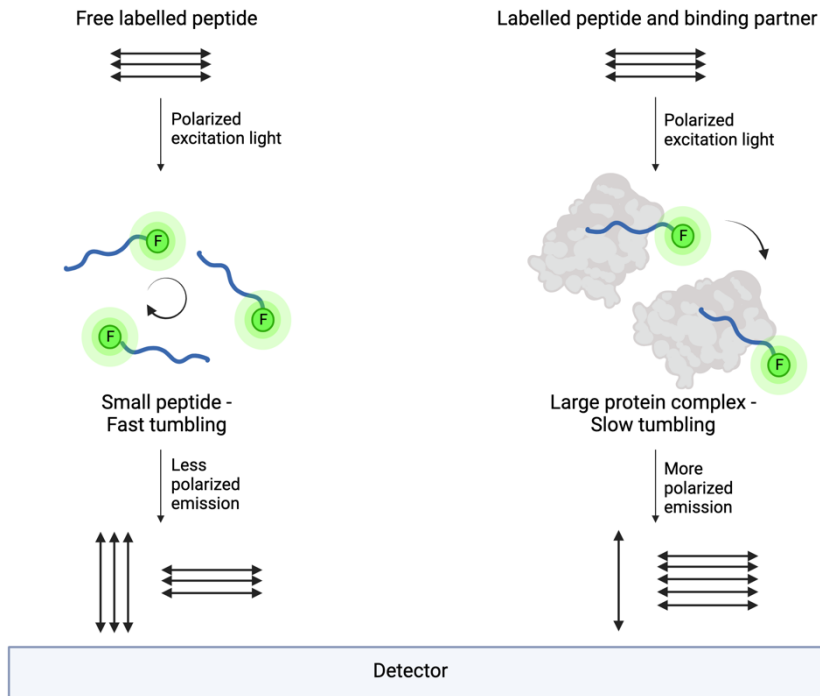 Free labelled peptide
Labelled peptide and binding partner
Polarized
excitation light
Polarized
excitation light
F
F
F
F
F
Small peptide -
Fast tumbling
Large protein complex -
Slow tumbling
Less
polarized
emission
More
polarized
emission
Detector